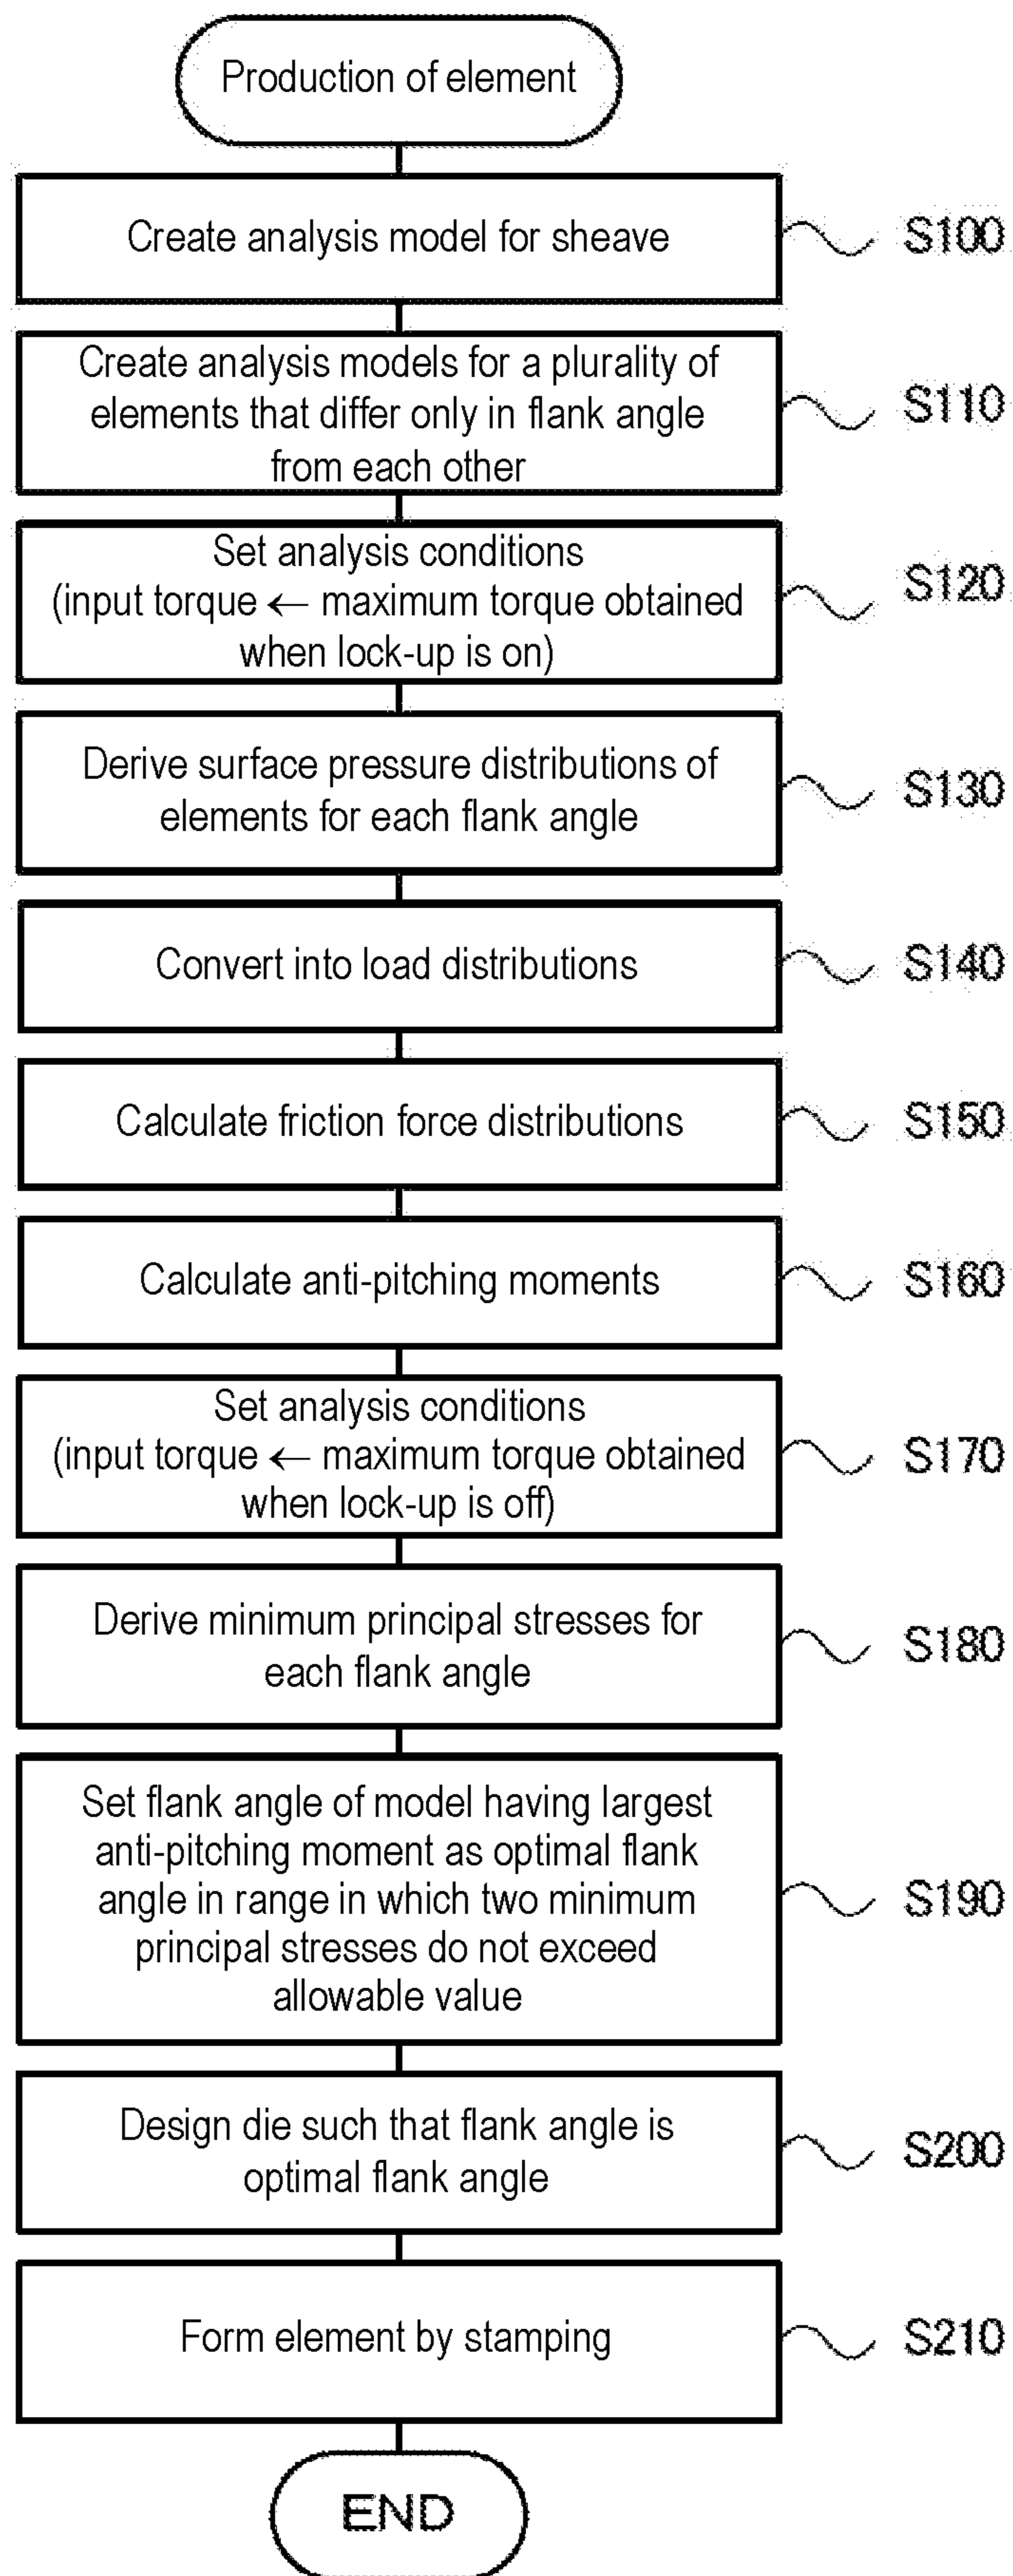 Production of element
Create analysis model for sheave
S100
Create analysis models for a plurality of
elements that differ only in flank angle
from each other
S110
Set analysis conditions
(input torque ← maximum torque obtained
when lock-up is on)
S120
Derive surface pressure distributions of
elements for each flank angle
S130
Convert into load distributions
S140
Calculate friction force distributions
S150
Calculate anti-pitching moments
S160
Set analysis conditions
(input torque ← maximum torque obtained
when lock-up is off)
S170
Derive minimum principal stresses for
each flank angle
S180
Set flank angle of model having largest
anti-pitching moment as optimal flank
angle in range in which two minimum
principal stresses do not exceed
allowable value
S190
Design die such that flank angle is
optimal flank angle
S200
Form element by stamping
S210
END